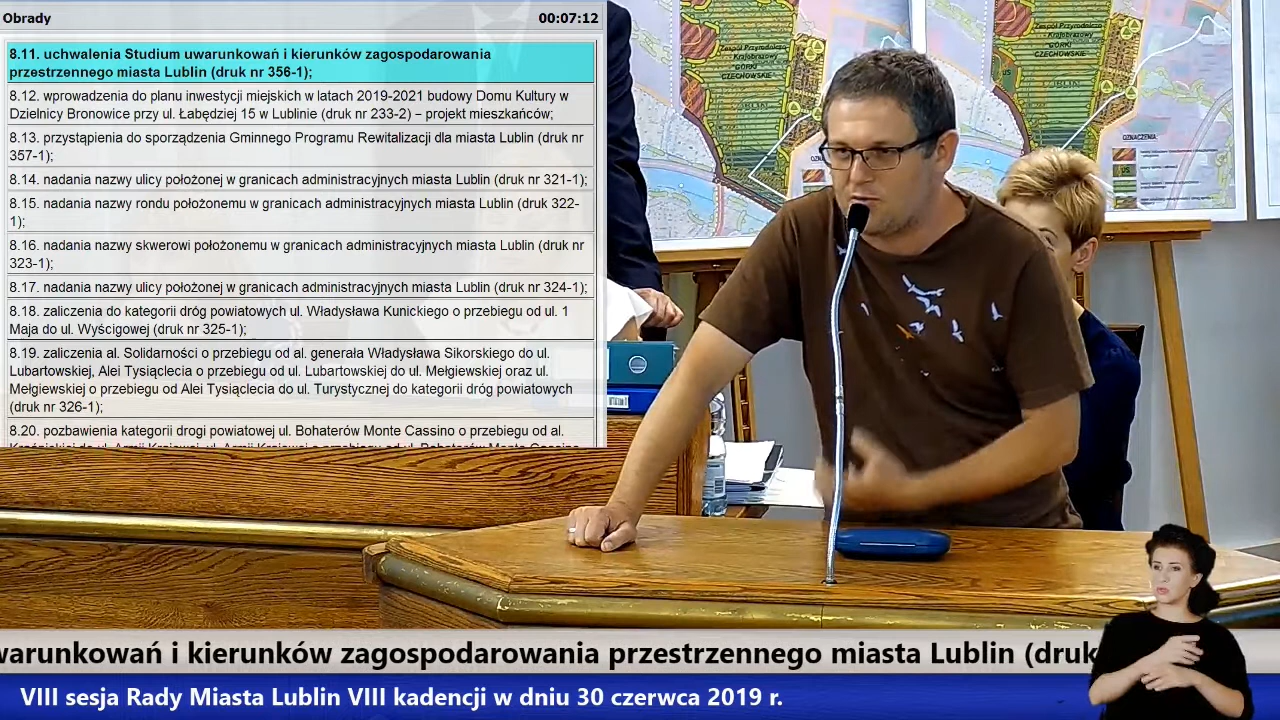 Obrady 00:07:12
8.11. uchwalenia Studium uwarunkowań i kierunków zagospodarowania
przestrzennego miasta Lublin (druk nr 356-1);
8.12. wprowadzenia do planu inwestycji miejskich w latach 2019-2021 budowy Domu Kultury w
Dzielnicy Bronowice przy ul. Łabędziej 15 w Lublinie (druk nr 233-2) – projekt mieszkańców;
8.13. przystąpienia do sporządzenia Gminnego Programu Rewitalizacji dla miasta Lublin (druk nr
357-1);
8.14. nadania nazwy ulicy położonej w granicach administracyjnych miasta Lublin (druk nr 321-1);
8.15. nadania nazwy rondu położonemu w granicach administracyjnych miasta Lublin (druk 322-
1);
8.16. nadania nazwy skwerowi położonemu w granicach administracyjnych miasta Lublin (druk nr
323-1);
8.17. nadania nazwy ulicy położonej w granicach administracyjnych miasta Lublin (druk nr 324-1);
8.18. zaliczenia do kategorii dróg powiatowych ul. Władysława Kunickiego o przebiegu od ul. 1
Maja do ul. Wyścigowej (druk nr 325-1);
8.19. zaliczenia al. Solidarności o przebiegu od al. generała Władysława Sikorskiego do ul.
Lubartowskiej, Alei Tysiąclecia o przebiegu od ul. Lubartowskiej do ul. Mełgiewskiej oraz ul.
Mełgiewskiej o przebiegu od Alei Tysiąclecia do ul. Turystycznej do kategorii dróg powiatowych
(druk nr 326-1);
8.20. pozbawienia kategorii drogi powiatowej ul. Bohaterów Monte Cassino o przebiegu od al.
Zespół Przyrodniczo-
Krajobrazowy
"GÓRKI
CZECHOWSKIE"
Krajobrazowy
"GÓRKI
CZECHOWSKIE"
OZNACZENIA
warunkowań i kierunków zagospodarowania przestrzennego miasta Lublin (druk
VIII sesja Rady Miasta Lublin VIII kadencji w dniu 30 czerwca 2019 r.